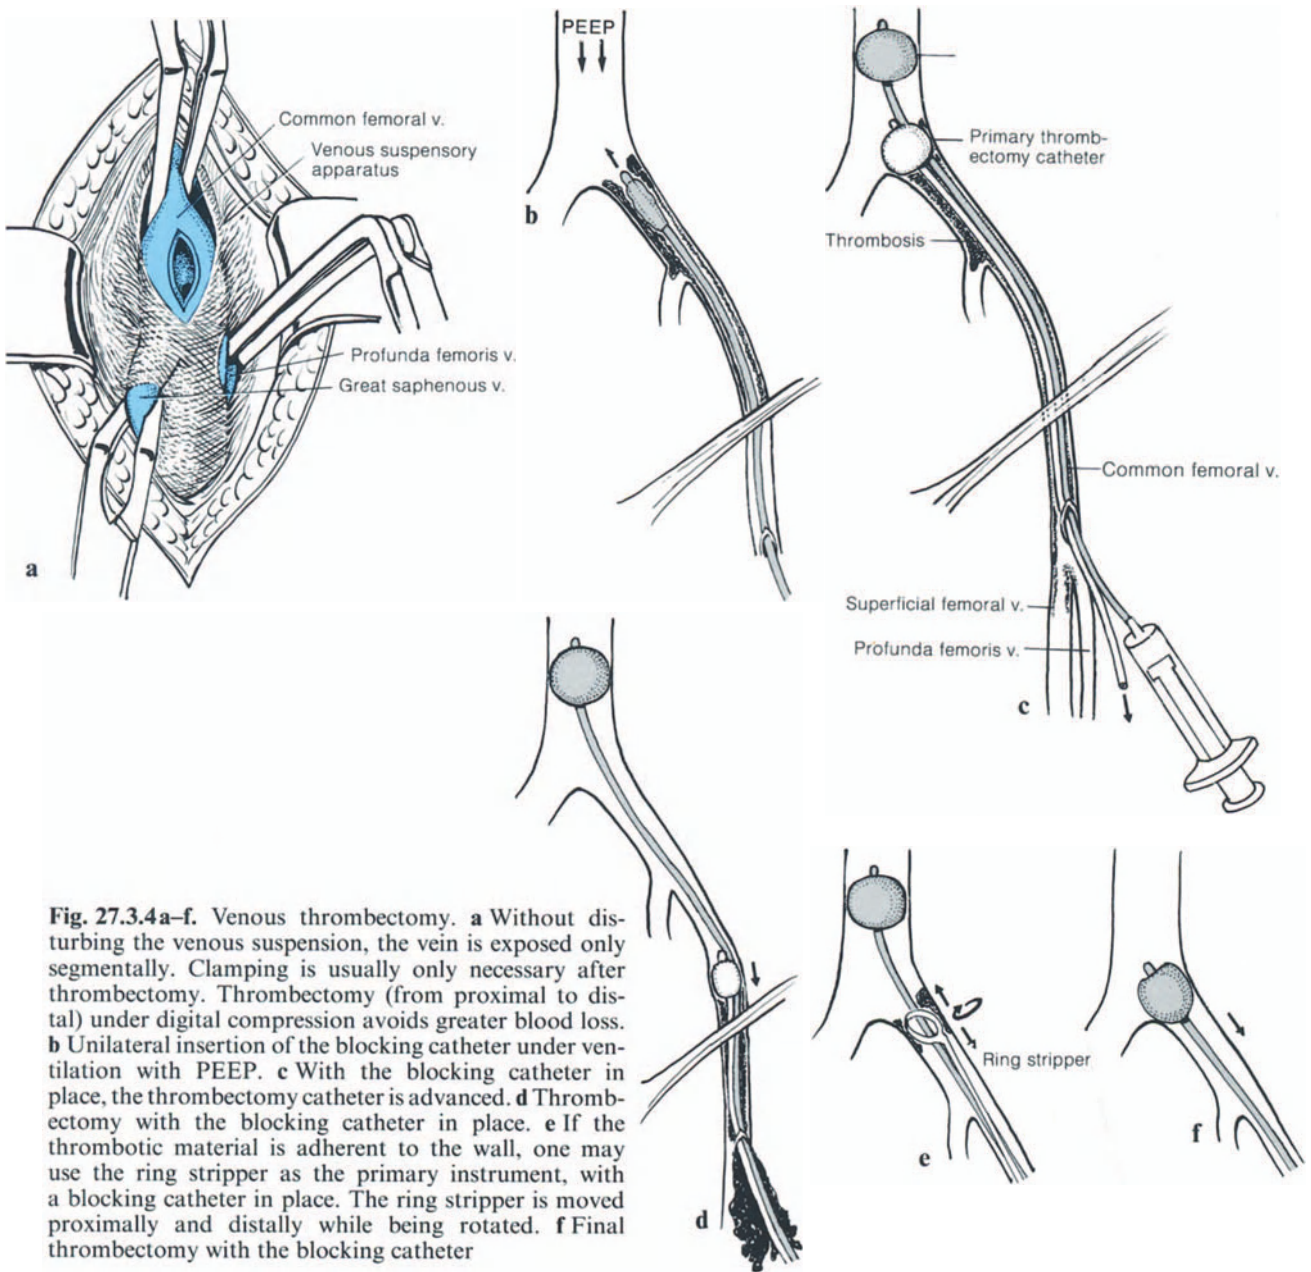 Common femoral v.
Venous suspensory
apparatus
Profunda femoris v.
Great saphenous v.
a
PEEP
b
Primary thromb-
ectomy catheter
Thrombosis
Common femoral v.
Superficial femoral v.
Profunda femoris v.
c
d
Ring stripper
e
f
Fig. 27.3.4 a–f. Venous thrombectomy. a Without dis-
turbing the venous suspension, the vein is exposed only
segmentally. Clamping is usually only necessary after
thrombectomy. Thrombectomy (from proximal to dis-
tal) under digital compression avoids greater blood loss.
b Unilateral insertion of the blocking catheter under ven-
tilation with PEEP. c With the blocking catheter in
place, the thrombectomy catheter is advanced. d Thromb-
ectomy with the blocking catheter in place. e If the
thrombotic material is adherent to the wall, one may
use the ring stripper as the primary instrument, with
a blocking catheter in place. The ring stripper is moved
proximally and distally while being rotated. f Final
thrombectomy with the blocking catheter